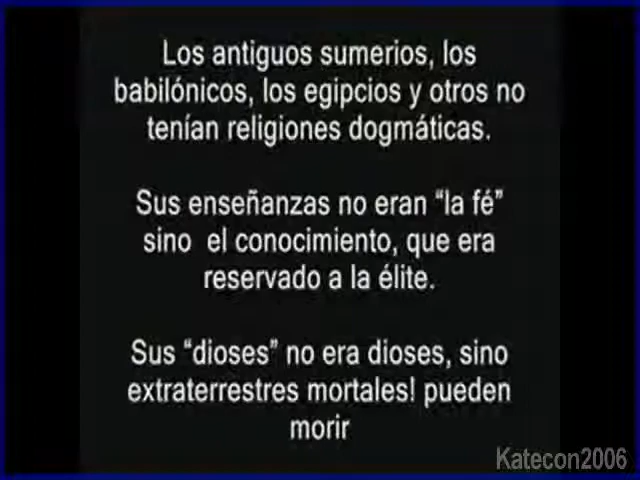 Los antiguos sumerios, los
babilónicos, los egipcios y otros no
tenían religiones dogmáticas.
Sus enseñanzas no eran “la fé”
sino el conocimiento, que era
reservado a la élite.
Sus “dioses” no era dioses, sino
extraterrestres mortales! pueden
morir
Katecon2006